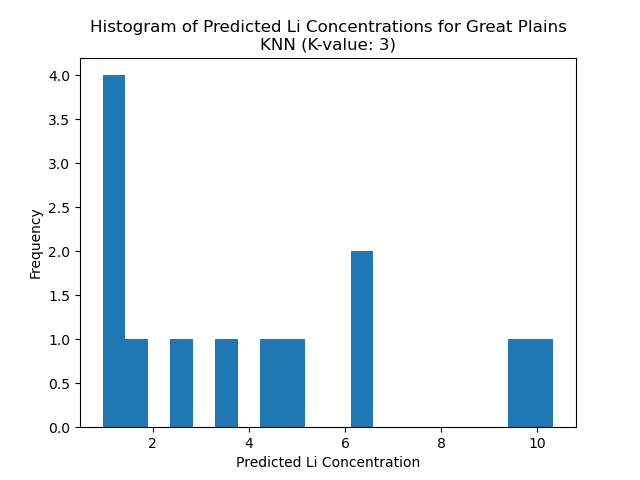 Histogram of Predicted Li Concentrations for Great Plains
KNN (K-value: 3)
4.0
3.5
3.0
2.5
2.0
1.5
1.0
0.5
0.0
Frequency
2 4 6 8 10
Predicted Li Concentration